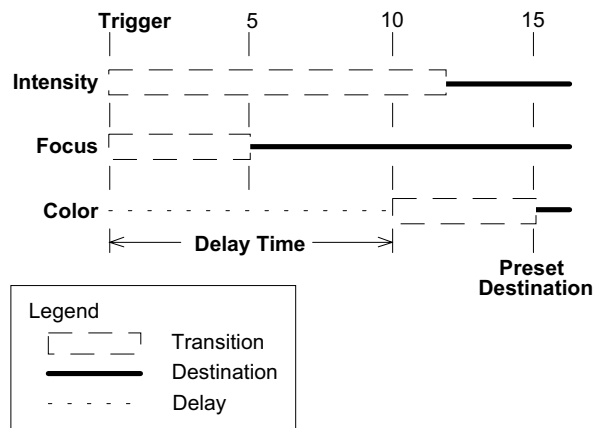 Trigger 5 10 15
Intensity
Focus
Color
Delay Time
Preset
Destination
Legend
Transition
Destination
Delay